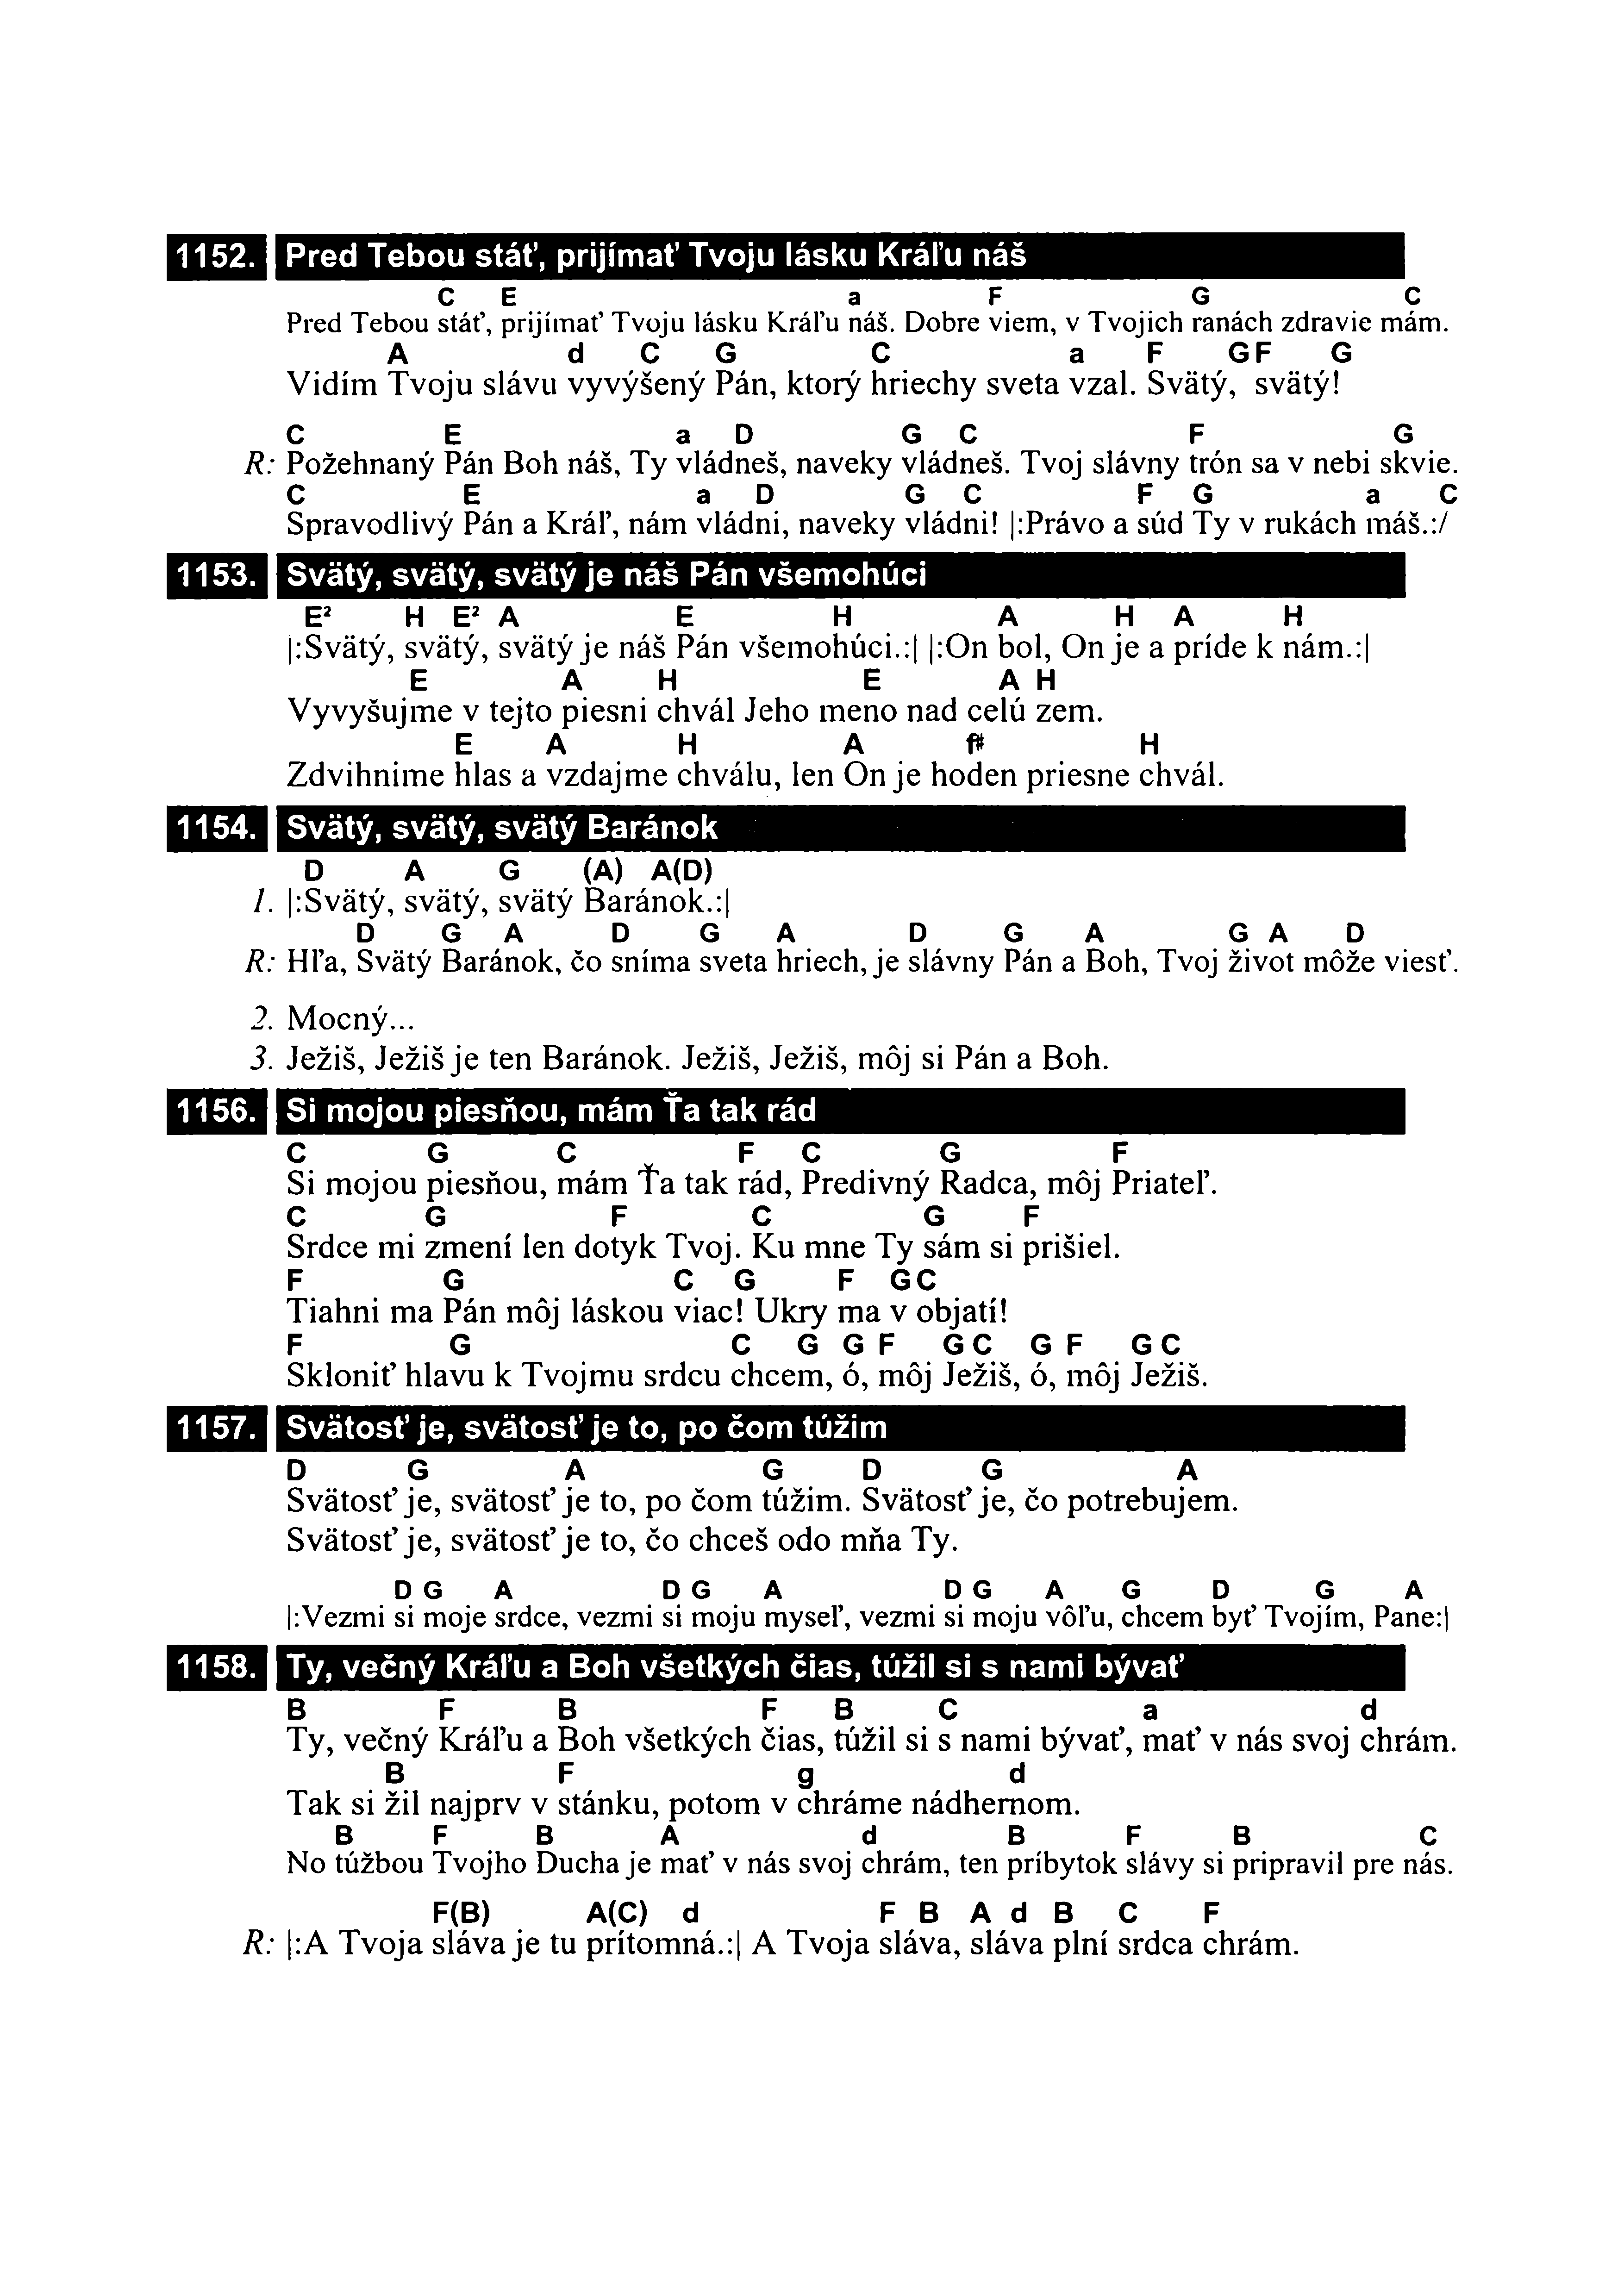 1152. Pred Tebou stáť, prijímať Tvoju lásku Kráľu náš
C E a F G C
Pred Tebou stáť, prijímať Tvoju lásku Kráľu náš. Dobre viem, v Tvojich ranách zdravie mám.
A d C G C a F GF G
Vidím Tvoju slávu vyvýšený Pán, ktorý hriechy sveta vzal. Svätý, svätý!
C E a D G C F G
R: Požehnaný Pán Boh náš, Ty vládneš, naveky vládneš. Tvoj slávny trón sa v nebi skvie.
C E a D G C F G a C
Spravodlivý Pán a Kráľ, nám vládni, naveky vládni! |:Právo a súd Ty v rukách máš.:/
1153. Svätý, svätý, svätý je náš Pán všemohúci
E² H E² A E H A H A H
|:Svätý, svätý, svätý je náš Pán všemohúci.:| |:On bol, On je a príde k nám.:|
E A H E A H
Vyvyšujme v tejto piesni chvál Jeho meno nad celú zem.
E A H A f# H
Zdvihnime hlas a vzdajme chválu, len On je hoden priesne chvál.
1154. Svätý, svätý, svätý Baránok
D A G (A) A(D)
1. |:Svätý, svätý, svätý Baránok.:|
D G A D G A D G A G A D
R: Hľa, Svätý Baránok, čo sníma sveta hriech, je slávny Pán a Boh, Tvoj život môže viesť.
2. Mocný...
3. Ježiš, Ježiš je ten Baránok. Ježiš, Ježiš, môj si Pán a Boh.
1156. Si mojou piesňou, mám Ťa tak rád
C G C F C G F
Si mojou piesňou, mám Ťa tak rád, Predivný Radca, môj Priateľ.
C G F C G F
Srdce mi zmení len dotyk Tvoj. Ku mne Ty sám si prišiel.
F G C G F GC
Tiahni ma Pán môj láskou viac! Ukry ma v objatí!
F G C G G F GC G F GC
Skloniť hlavu k Tvojmu srdcu chcem, ó, môj Ježiš, ó, môj Ježiš.
1157. Svätosť je, svätosť je to, po čom túžim
D G A G D G A
Svätosť je, svätosť je to, po čom túžim. Svätosť je, čo potrebujem.
Svätosť je, svätosť je to, čo chceš odo mňa Ty.
D G A D G A D G A G D G A
|:Vezmi si moje srdce, vezmi si moju myseľ, vezmi si moju vôľu, chcem byť Tvojím, Pane:|
1158. Ty, večný Kráľu a Boh všetkých čias, túžil si s nami bývať
B F B F B C a d
Ty, večný Kráľu a Boh všetkých čias, túžil si s nami bývať, mať v nás svoj chrám.
B F g d
Tak si žil najprv v stánku, potom v chráme nádhernom.
B F B A d B F B C
No túžbou Tvojho Ducha je mať v nás svoj chrám, ten príbytok slávy si pripravil pre nás.
F(B) A(C) d F B A d B C F
R: |:A Tvoja sláva je tu prítomná.:| A Tvoja sláva, sláva plní srdca chrám.